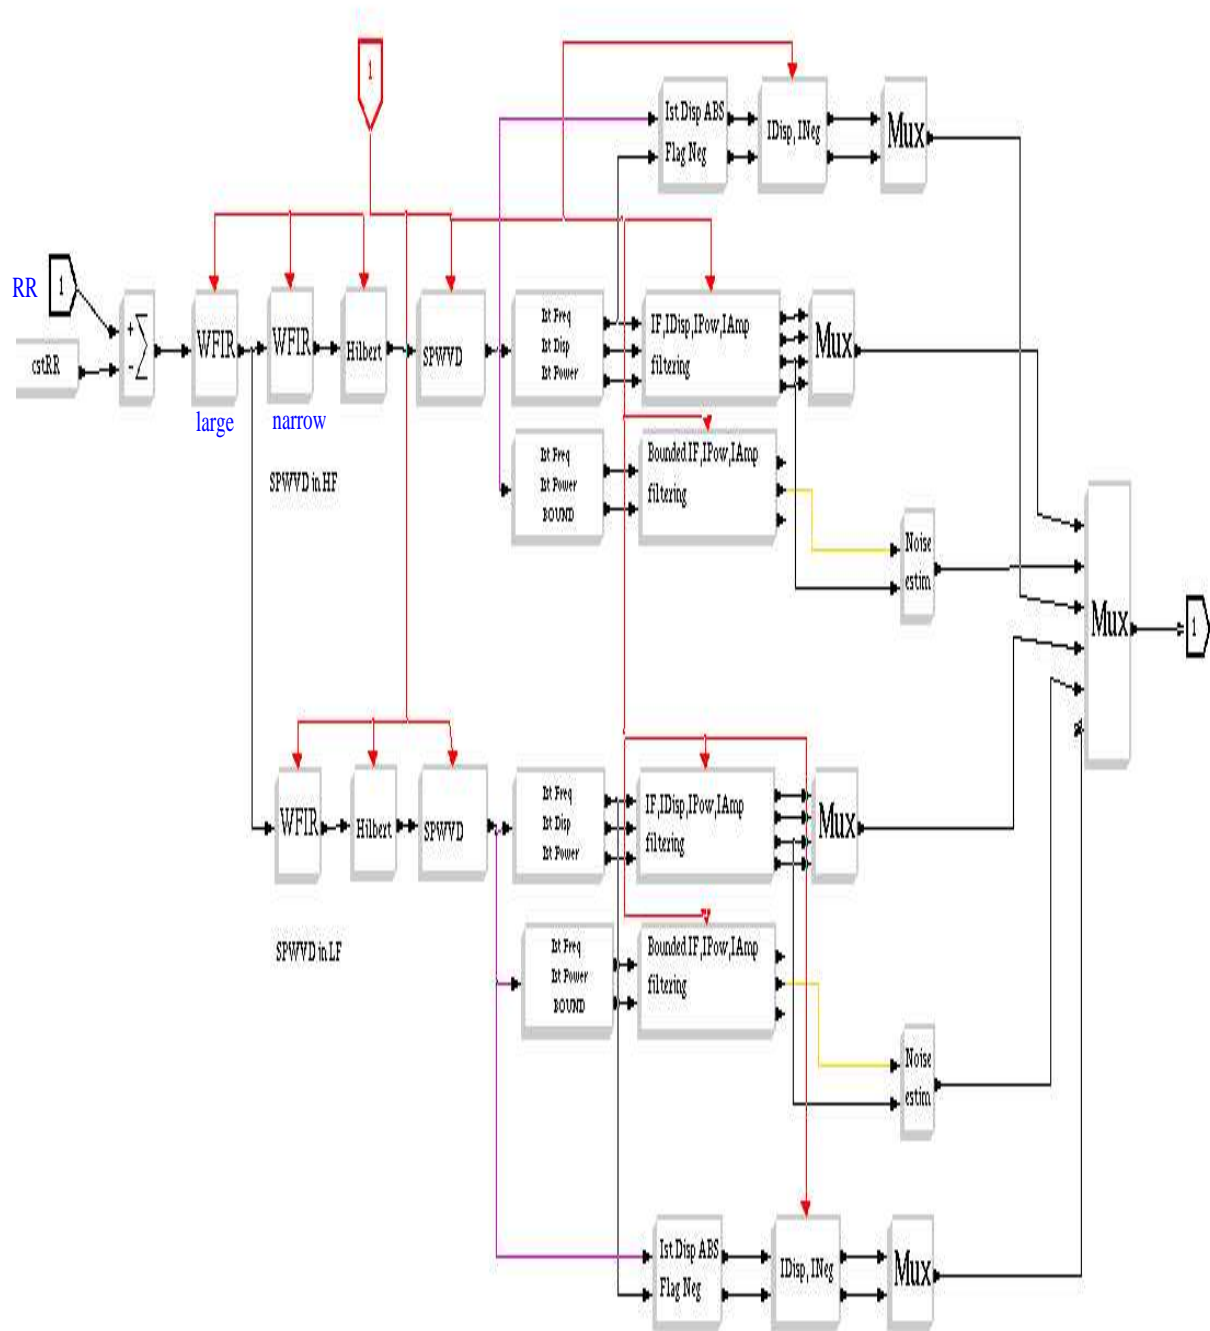 1
Ist Disp ABS
Flag Neg
IDisp, INeg
Mux
RR
1
cstRR
+
-
Σ
WFIR
large
WFIR
narrow
Hilbert
SPWVD
Ist Freq
Ist Disp
Ist Power
IF,IDisp,IPow,IAmp
filtering
Mux
SPWVD in HF
Ist Freq
Ist Power
BOUND
Bounded IF,IPow,IAmp
filtering
Noise
estim
Mux
1
WFIR
Hilbert
SPWVD
Ist Freq
Ist Disp
Ist Power
IF,IDisp,IPow,IAmp
filtering
Mux
SPWVD in LF
Ist Freq
Ist Power
BOUND
Bounded IF,IPow,IAmp
filtering
Noise
estim
Ist Disp ABS
Flag Neg
IDisp, INeg
Mux